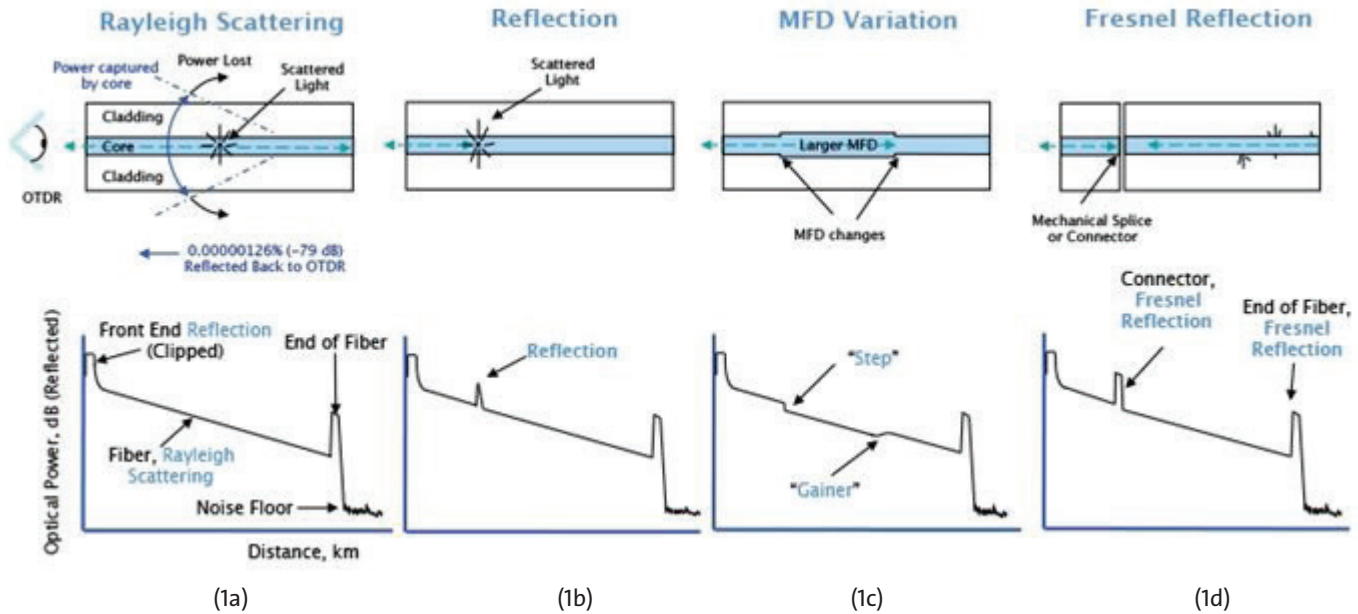 Rayleigh Scattering
Power captured
by core
Power Lost
Scattered
Light
Cladding
Core
Cladding
OTDR
0.00000126% (-79 dB)
Reflected Back to OTDR
Reflection
Scattered
Light
MFD Variation
Larger MFD
MFD changes
Fresnel Reflection
Mechanical Splice
or Connector
Optical Power, dB (Reflected)
Front End Reflection
(Clipped)
End of Fiber
Fiber, Rayleigh
Scattering
Noise Floor
Distance, km
Reflection
"Step"
"Gainer"
Connector,
Fresnel
Reflection
End of Fiber,
Fresnel
Reflection
(1a)
(1b)
(1c)
(1d)